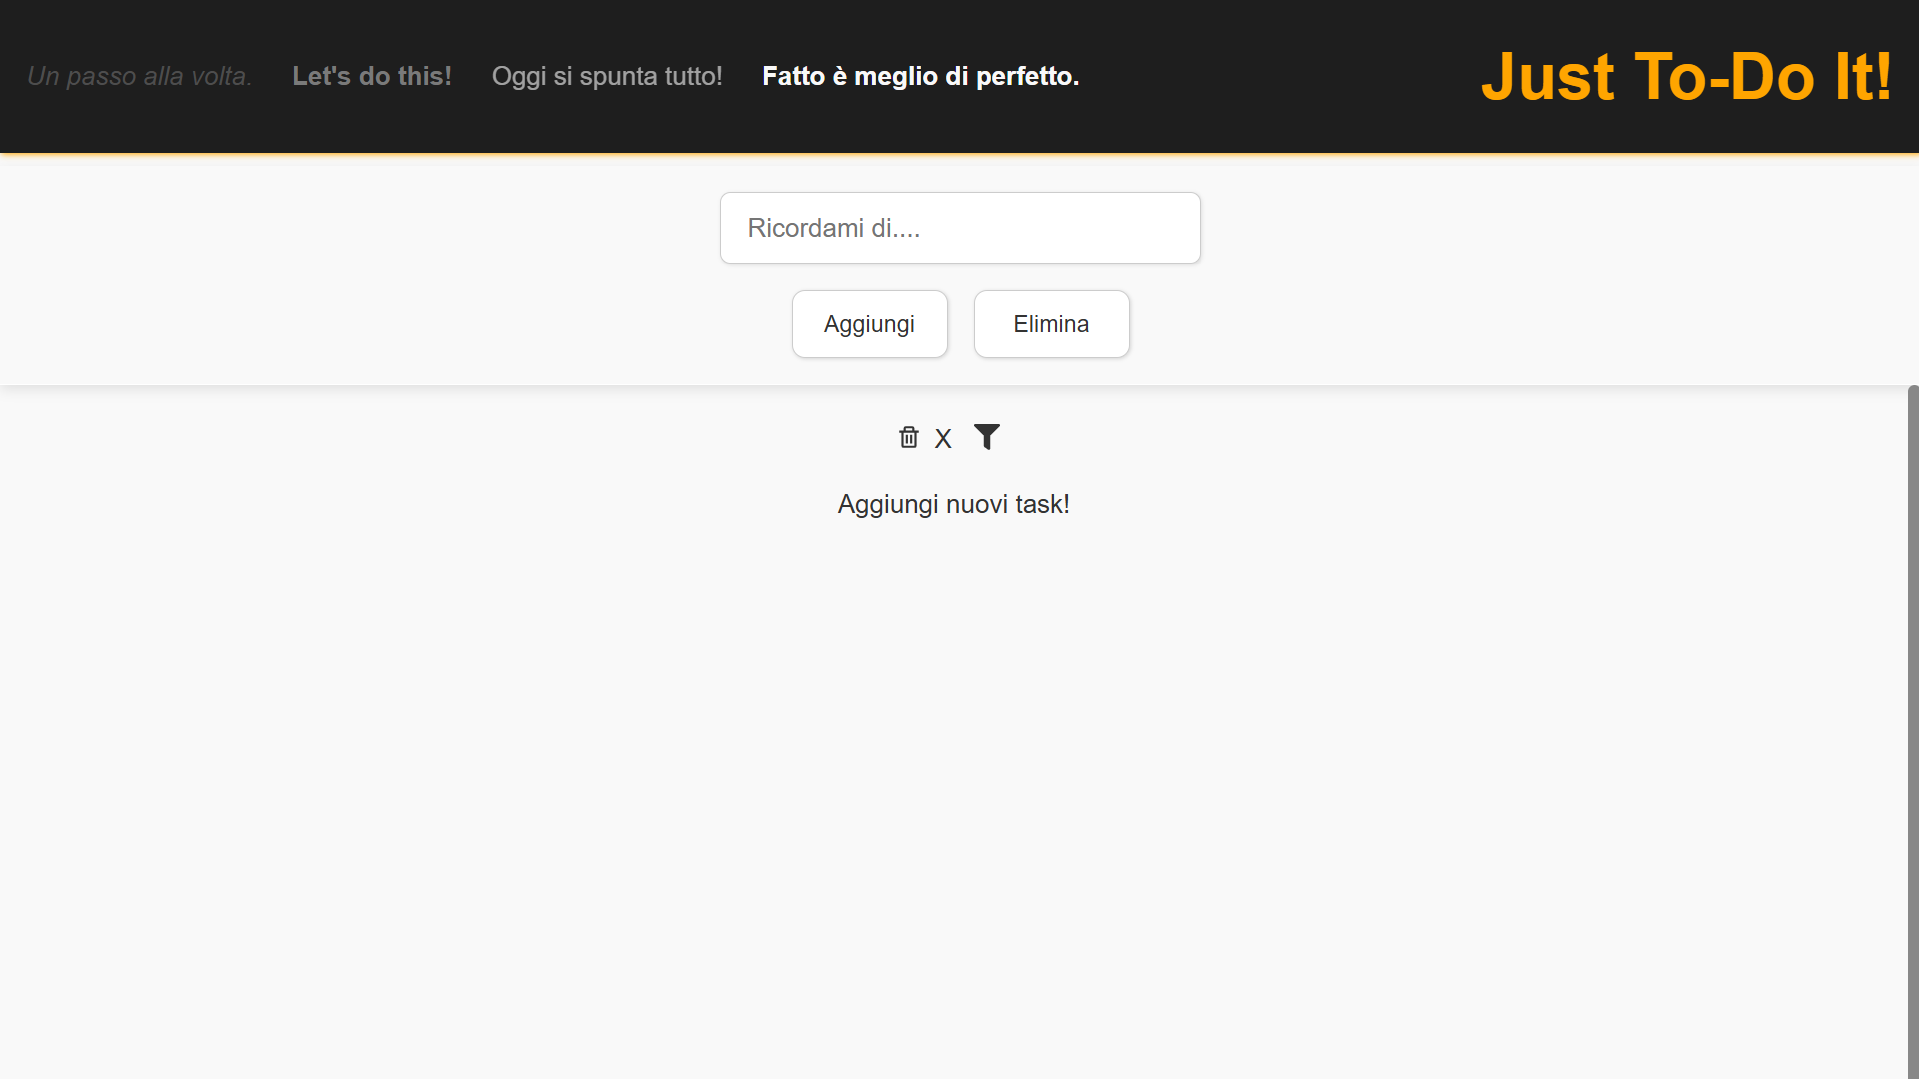 Un passo alla volta. Let's do this! Oggi si spunta tutto! Fatto è meglio di perfetto. Just To-Do It!
Ricordami di....
Aggiungi Elimina
X
Aggiungi nuovi task!